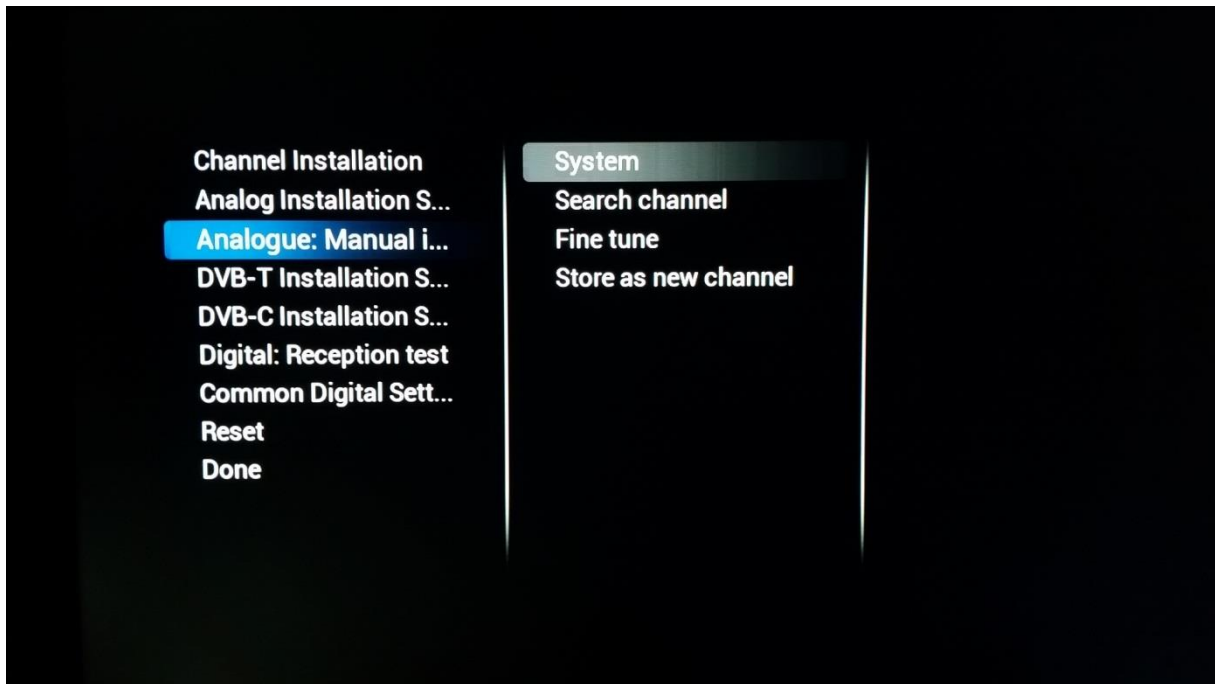 Channel Installation
Analog Installation S...
Analogue: Manual i...
DVB-T Installation S...
DVB-C Installation S...
Digital: Reception test
Common Digital Sett...
Reset
Done
System
Search channel
Fine tune
Store as new channel